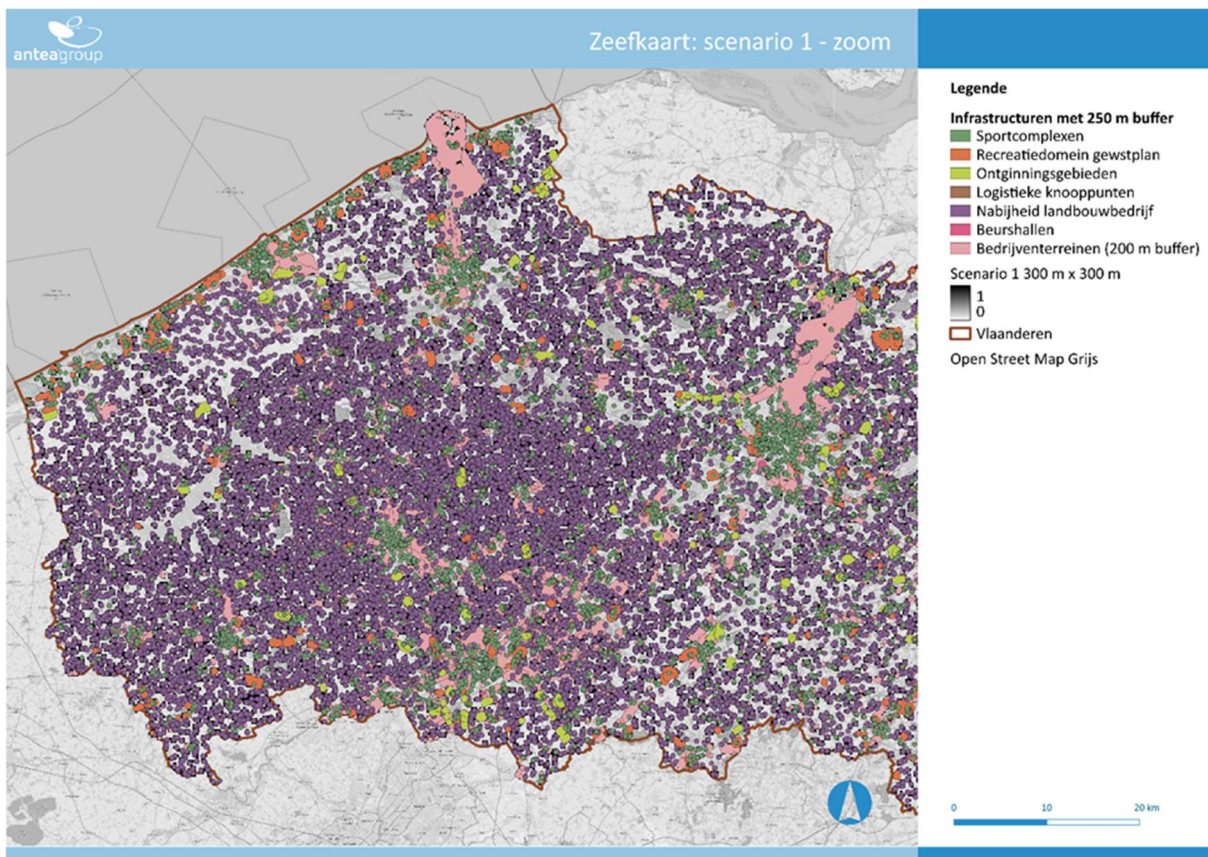 anteagroup
Zeefkaart: scenario 1 - zoom
Legende
Infrastructuren met 250 m buffer
Sportcomplexen
Recreatiedomein gewstplan
Ontginningsgebieden
Logistieke knooppunten
Nabijheid landbouwbedrijf
Beurshallen
Bedrijventerreinen (200 m buffer)
Scenario 1 300 m x 300 m
1
0
Vlaanderen
Open Street Map Grijs
0 10 20 km